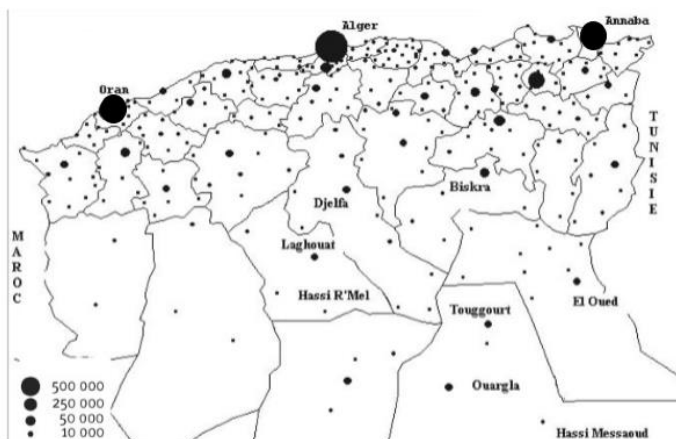 Alger
Annaba
Oran
TUNISIE
Biskra
Djelfa
MAROC
Laghouat
Hassi R'Mel
El Oued
Touggourt
Ouargla
Hassi Messaoud
500 000
250 000
50 000
10 000